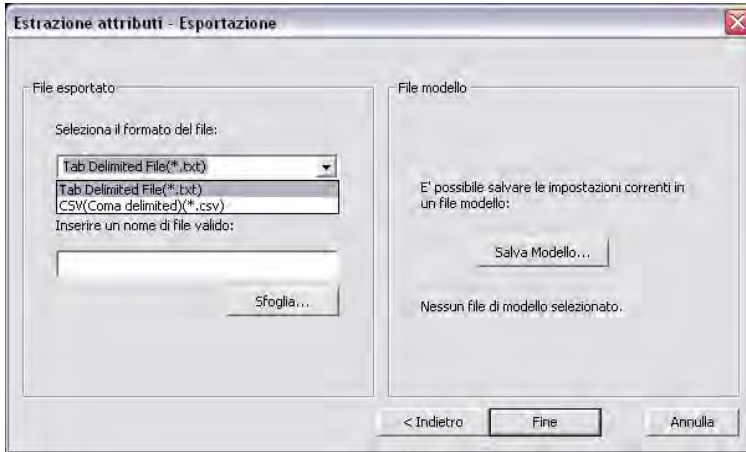 Estrazione attributi - Esportazione
File esportato
Seleziona il formato del file:
Tab Delimited File(*.txt)
Tab Delimited File(*.txt)
CSV(Coma delimited)(*.csv)
Inserire un nome di file valido:
Sfoglia...
File modello
E' possibile salvare le impostazioni correnti in
un file modello:
Salva Modello...
Nessun file di modello selezionato.
< Indietro
Fine
Annulla